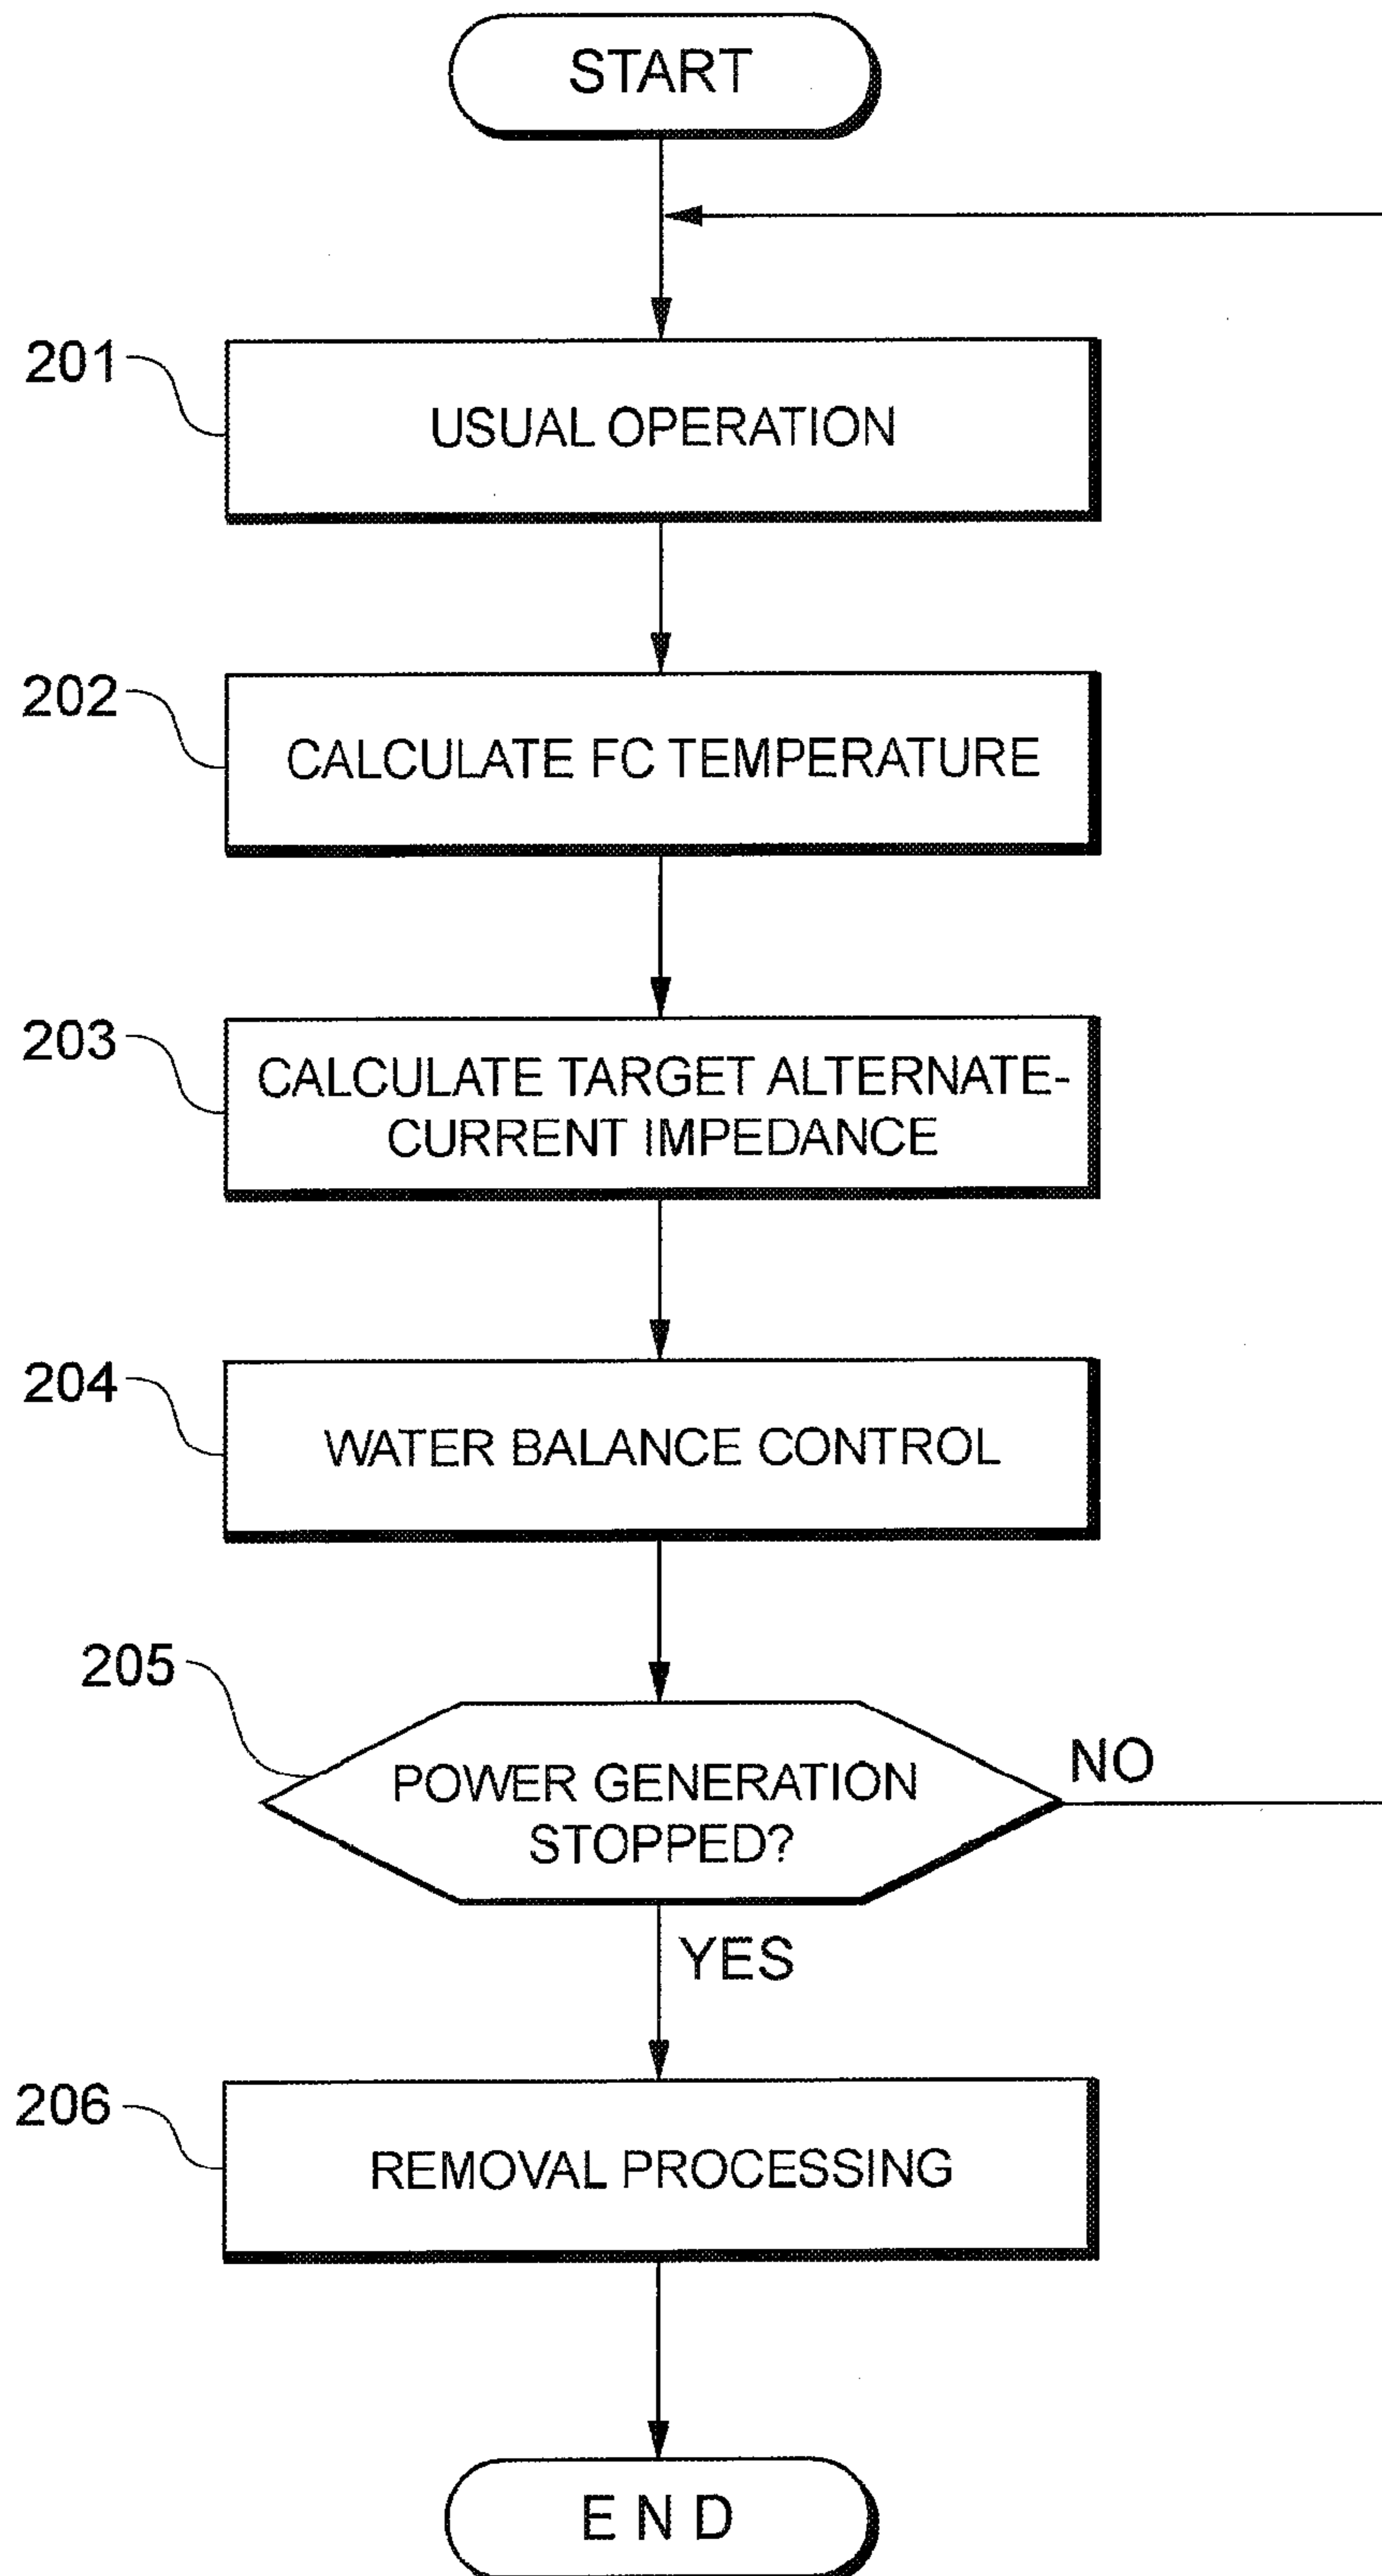 START
201
USUAL OPERATION
202
CALCULATE FC TEMPERATURE
203
CALCULATE TARGET ALTERNATE-
CURRENT IMPEDANCE
204
WATER BALANCE CONTROL
205
POWER GENERATION
STOPPED?
NO
YES
206
REMOVAL PROCESSING
END